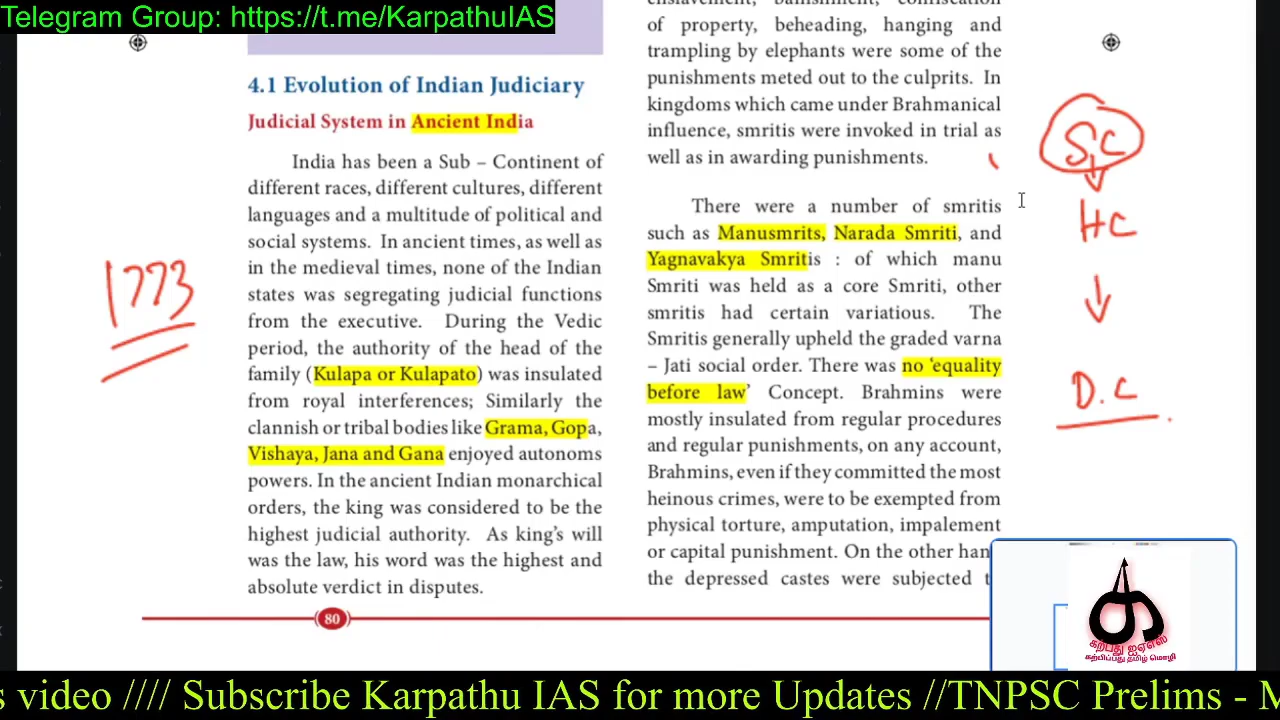 Telegram Group: https://t.me/KarpathuIAS
4.1 Evolution of Indian Judiciary
Judicial System in Ancient India
India has been a Sub – Continent of
different races, different cultures, different
languages and a multitude of political and
social systems. In ancient times, as well as
in the medieval times, none of the Indian
states was segregating judicial functions
from the executive. During the Vedic
period, the authority of the head of the
family (Kulapa or Kulapato) was insulated
from royal interferences; Similarly the
clannish or tribal bodies like Grama, Gopa,
Vishaya, Jana and Gana enjoyed autonoms
powers. In the ancient Indian monarchical
orders, the king was considered to be the
highest judicial authority. As king's will
was the law, his word was the highest and
absolute verdict in disputes.
80
1773
enslavement, banishment, confiscation
of property, beheading, hanging and
trampling by elephants were some of the
punishments meted out to the culprits. In
kingdoms which came under Brahmanical
influence, smritis were invoked in trial as
well as in awarding punishments.
There were a number of smritis
such as Manusmrits, Narada Smriti, and
Yagnavakya Smritis : of which manu
Smriti was held as a core Smriti, other
smritis had certain variatious. The
Smritis generally upheld the graded varna
– Jati social order. There was no 'equality
before law' Concept. Brahmins were
mostly insulated from regular procedures
and regular punishments, on any account,
Brahmins, even if they committed the most
heinous crimes, were to be exempted from
physical torture, amputation, impalement
or capital punishment. On the other han
the depressed castes were subjected t
SC
HC
D.C
கற்பது ஐஏஎஸ்
கற்பிப்பது தமிழ் மொழி
s video //// Subscribe Karpathu IAS for more Updates //TNPSC Prelims - M